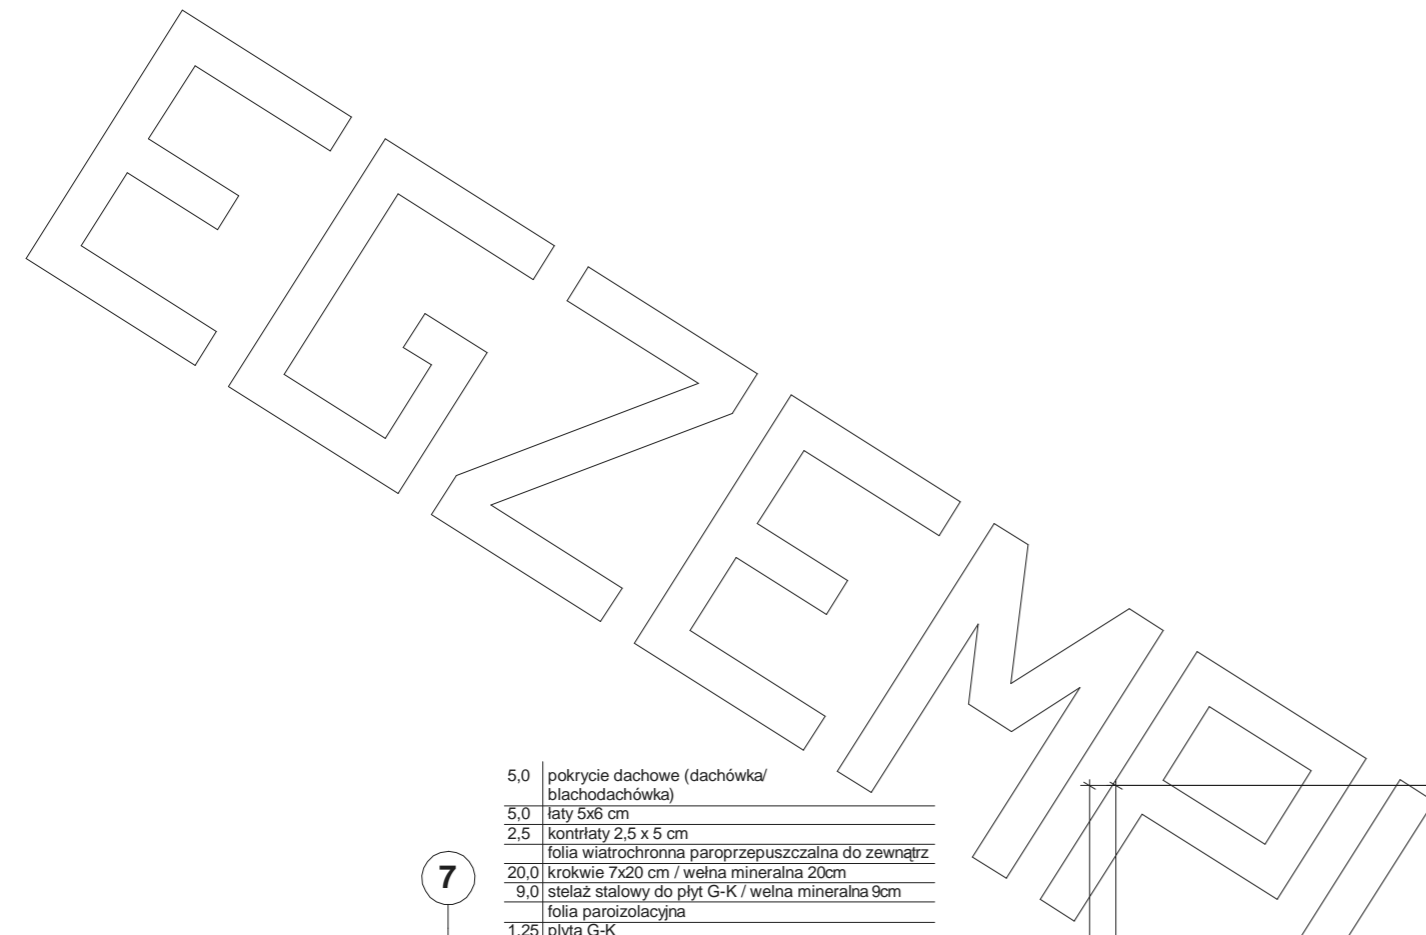 EGZEMPL
5,0 pokrycie dachowe (dachówka/
blachodachówka)
5,0 łaty 5x6 cm
2,5 kontrłaty 2,5 x 5 cm
folia wiatrochronna paroprzepuszczalna do zewnątrz
20,0 krokwie 7x20 cm / wełna mineralna 20cm
9,0 stelaż stalowy do płyt G-K / welna mineralna 9cm
folia paroizolacyjna
1,25 płyta G-K
7